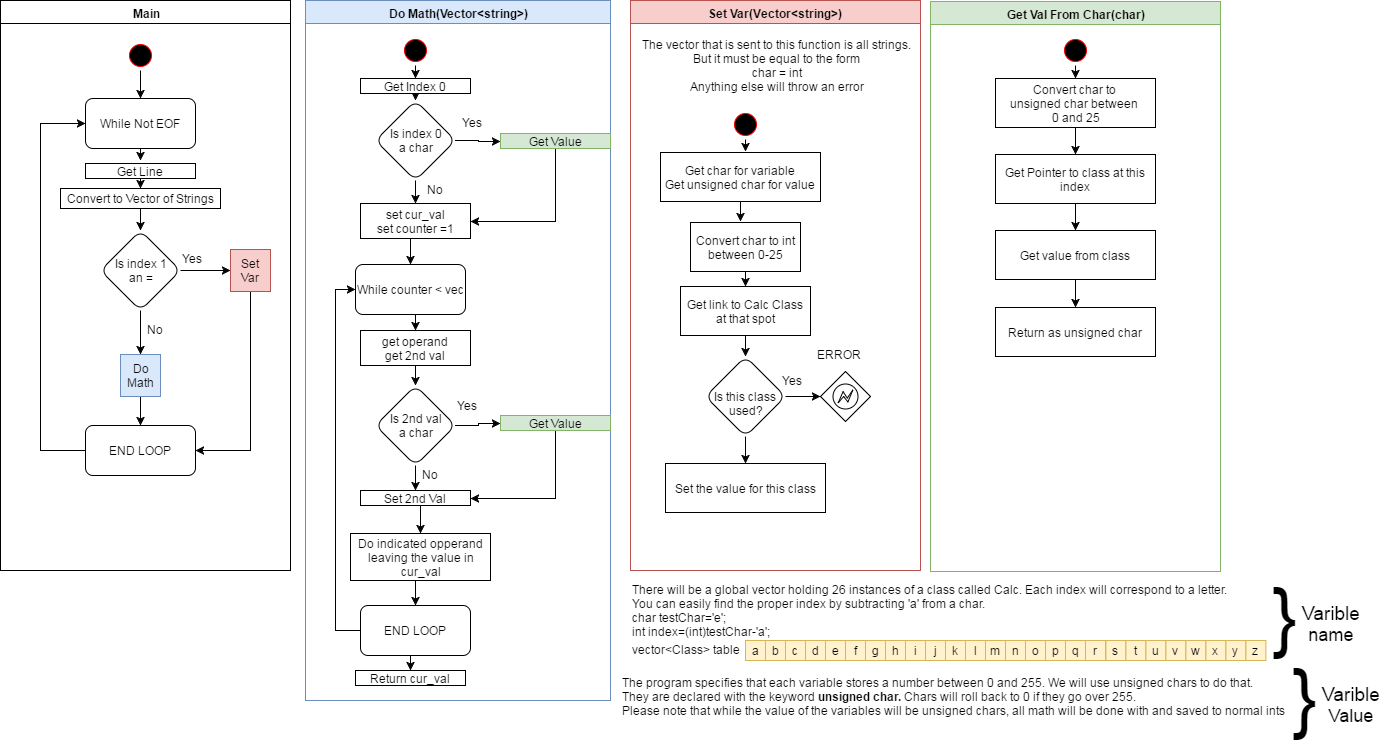 Main
While Not EOF
Get Line
Convert to Vector of Strings
Is index 1
an =
Yes
Set
Var
No
Do
Math
END LOOP
Do Math(Vector<string>)
Get Index 0
Is index 0
a char
Yes
Get Value
No
set cur_val
set counter =1
While counter < vec
get operand
get 2nd val
Is 2nd val
a char
Yes
Get Value
No
Set 2nd Val
Do indicated opperand
leaving the value in
cur_val
END LOOP
Return cur_val
Set Var(Vector<string>)
The vector that is sent to this function is all strings.
But it must be equal to the form
char = int
Anything else will throw an error
Get char for variable
Get unsigned char for value
Convert char to int
between 0-25
Get link to Calc Class
at that spot
Is this class
used?
Yes
ERROR
Set the value for this class
Get Val From Char(char)
Convert char to
unsigned char between
0 and 25
Get Pointer to class at this
index
Get value from class
Return as unsigned char
There will be a global vector holding 26 instances of a class called Calc. Each index will correspond to a letter.
You can easily find the proper index by subtracting 'a' from a char.
char testChar='e';
int index=(int)testChar-'a';
vector<Class> table a b c d e f g h i j k l m n o p q r s t u v w x y z
} Varible
name
The program specifies that each variable stores a number between 0 and 255. We will use unsigned chars to do that.
They are declared with the keyword unsigned char. Chars will roll back to 0 if they go over 255.
Please note that while the value of the variables will be unsigned chars, all math will be done with and saved to normal ints
} Varible
Value